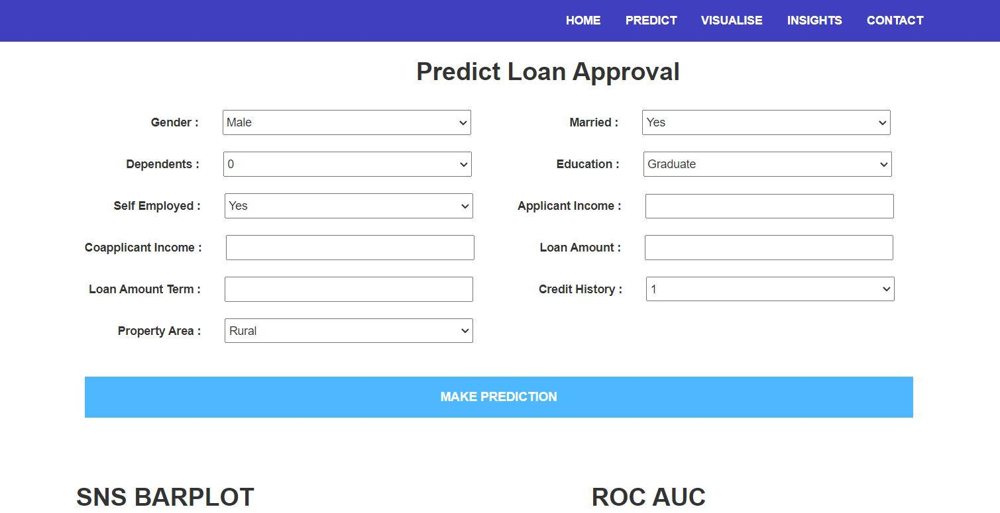 HOME PREDICT VISUALISE INSIGHTS CONTACT
Predict Loan Approval
Gender : Male Married : Yes
Dependents : 0 Education : Graduate
Self Employed : Yes Applicant Income :
Coapplicant Income : Loan Amount :
Loan Amount Term : Credit History : 1
Property Area : Rural
MAKE PREDICTION
SNS BARPLOT ROC AUC